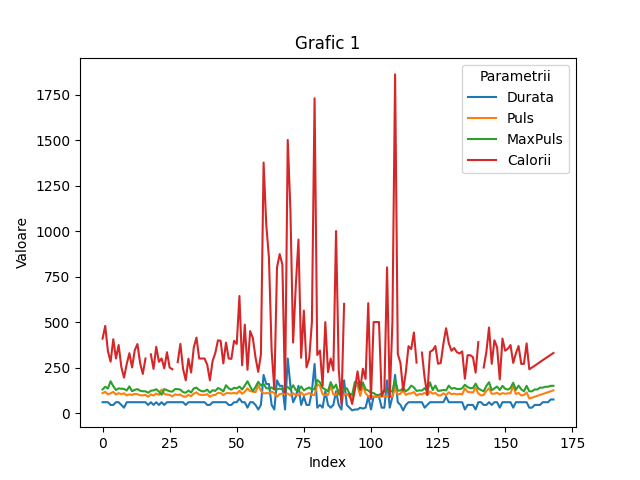 Grafic 1
Parametrii
Durata
Puls
MaxPuls
Calorii
Valoare
1750
1500
1250
1000
750
500
250
0
0 25 50 75 100 125 150 175
Index